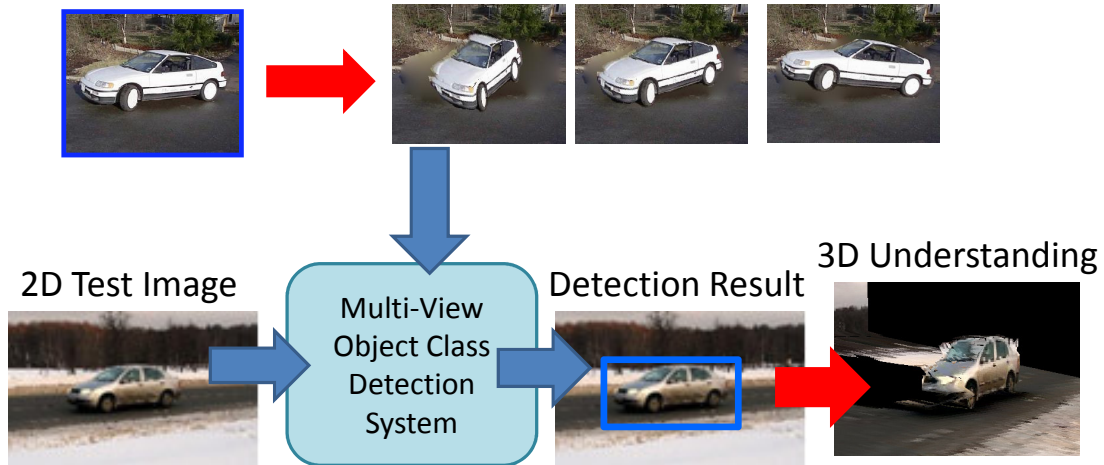 2D Test Image
Multi-View
Object Class
Detection
System
Detection Result
3D Understanding